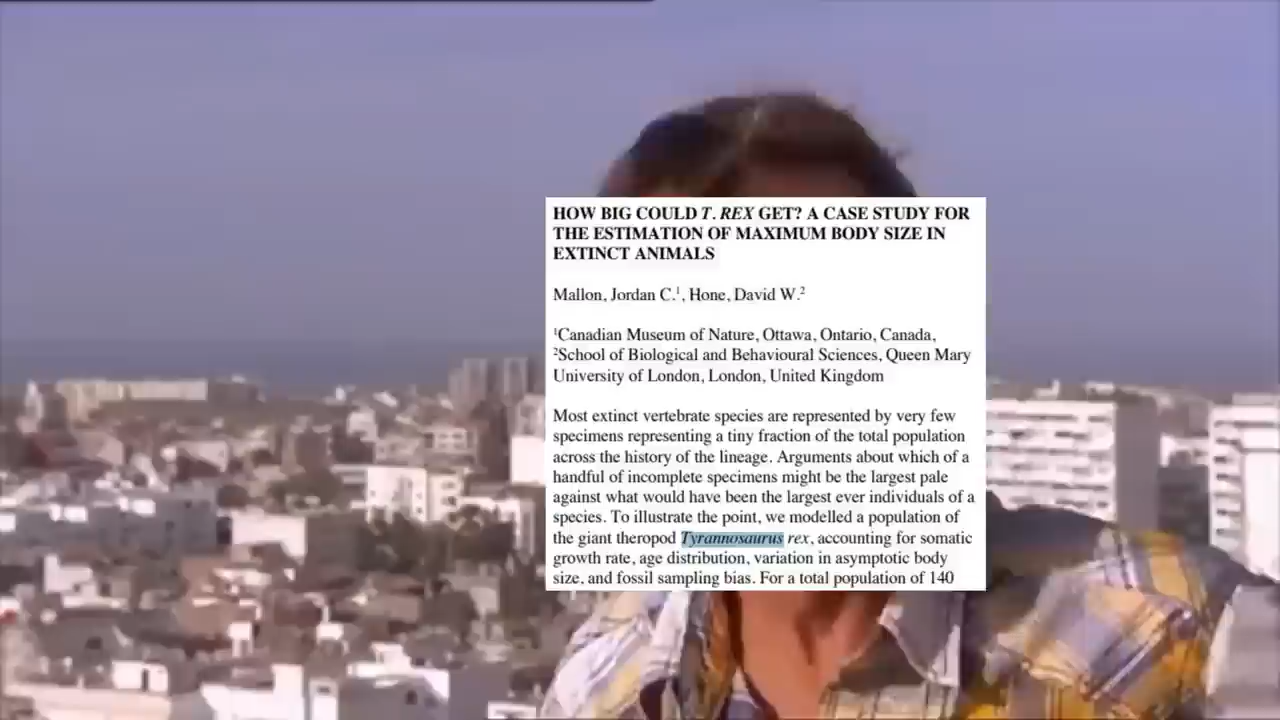 HOW BIG COULD T. REX GET? A CASE STUDY FOR
THE ESTIMATION OF MAXIMUM BODY SIZE IN
EXTINCT ANIMALS
Mallon, Jordan C.¹, Hone, David W.²
¹Canadian Museum of Nature, Ottawa, Ontario, Canada,
²School of Biological and Behavioural Sciences, Queen Mary
University of London, London, United Kingdom
Most extinct vertebrate species are represented by very few
specimens representing a tiny fraction of the total population
across the history of the lineage. Arguments about which of a
handful of incomplete specimens might be the largest pale
against what would have been the largest ever individuals of a
species. To illustrate the point, we modelled a population of
the giant theropod Tyrannosaurus rex, accounting for somatic
growth rate, age distribution, variation in asymptotic body
size, and fossil sampling bias. For a total population of 140